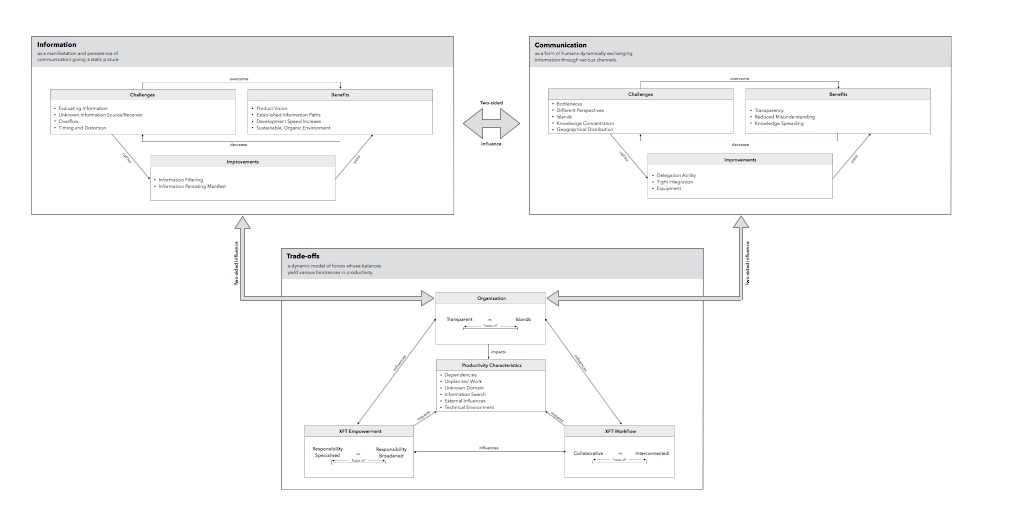 Information
as a manifestation and persistence of
communication giving a static picture
overcome
Challenges
• Evaluating Information
• Unknown Information Source/Receiver
• Overflow
• Timing and Distortion
Benefits
• Product Vision
• Established Information Paths
• Development Speed Increase
• Sustainable, Organic Environment
decrease
call for
yield
Improvements
• Information Filtering
• Information Persisting Manifest
Two-sided
influence
Communication
as a form of humans dynamically exchanging
information through various channels.
overcome
Challenges
• Bottlenecks
• Different Perspectives
• Islands
• Knowledge Concentration
• Geographical Distribution
Benefits
• Transparency
• Reduced Misunderstanding
• Knowledge Spreading
decrease
call for
yield
Improvements
• Delegation Ability
• Tight Integration
• Equipment
Two-sided influence
Two-sided influence
Trade-offs
a dynamic model of forces whose balances
yield various hindrances in productivity
Organisation
Transparent vs. Islands
Trade-off
influences
impacts
influences
Productivity Characteristics
• Dependencies
• Unplanned Work
• Unknown Domain
• Information Search
• External Influences
• Technical Environment
impacts
impacts
XFT Empowerment
Responsibility Specialised vs. Responsibility Broadened
Trade-off
influences
XFT Workflow
Collaborative vs. Interconnected
Trade-off